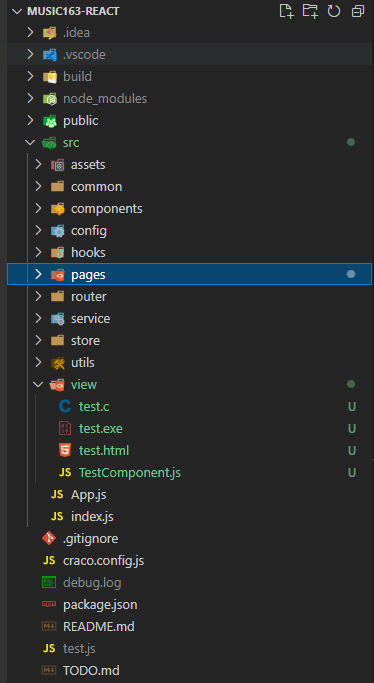 MUSIC163-REACT
.idea
.vscode
build
node_modules
public
src
assets
common
components
config
hooks
pages
router
service
store
utils
view
C test.c U
test.exe U
test.html U
JS TestComponent.js U
JS App.js
JS index.js
.gitignore
JS craco.config.js
debug.log
package.json
README.md
JS test.js
TODO.md